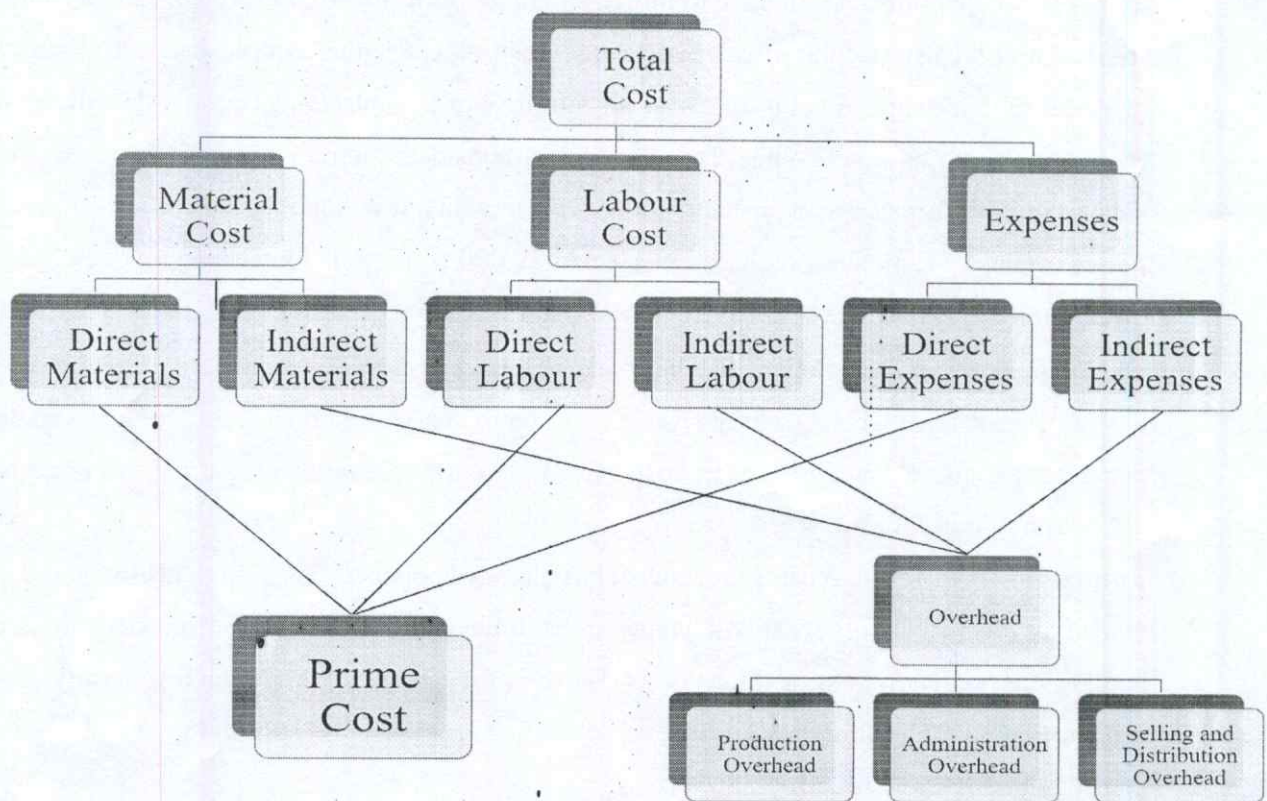 Total
Cost
Material
Cost
Labour
Cost
Expenses
Direct
Materials
Indirect
Materials
Direct
Labour
Indirect
Labour
Direct
Expenses
Indirect
Expenses
Overhead
Prime
Cost
Production
Overhead
Administration
Overhead
Selling and
Distribution
Overhead